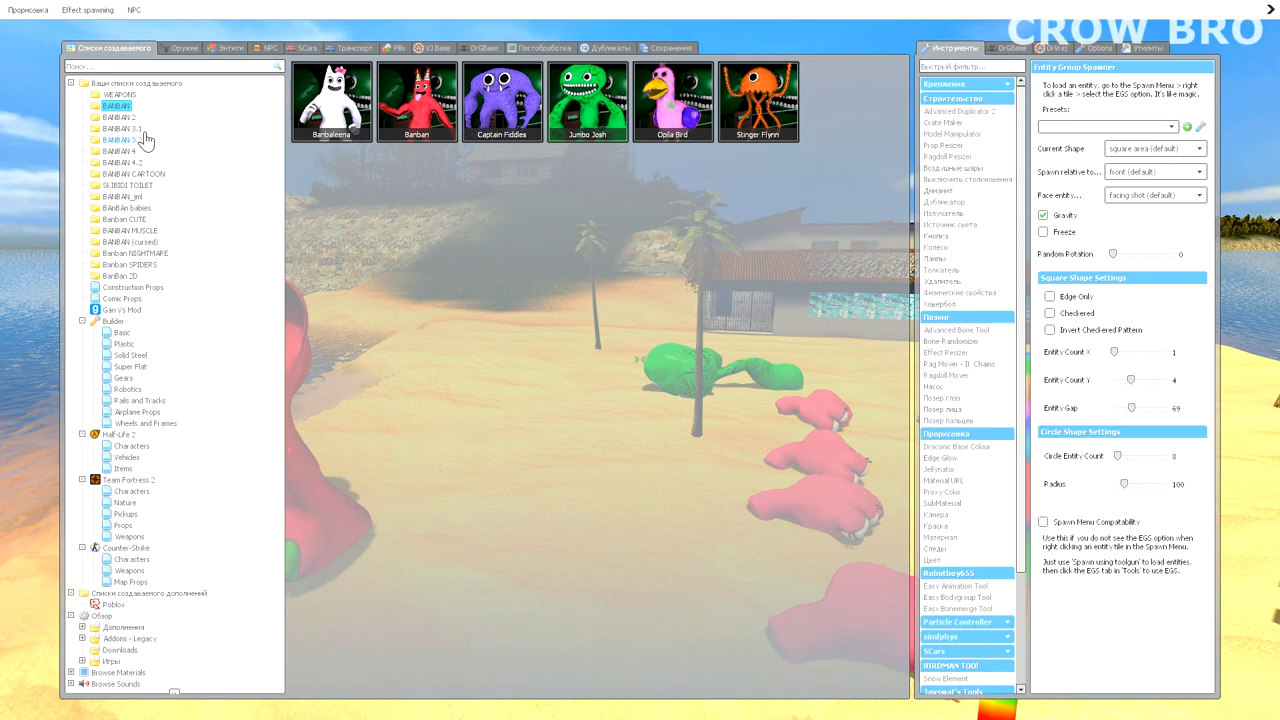 Прорисовка Effect spawning NPC
CROW BRO
Списки создаваемого Оружие Энтити NPC SCars Транспорт Pills VJ Base DrGBase Постобработка Дубликаты Сохранения
Поиск...
Ваши списки создаваемого
WEAPONS
BANBAN
BANBAN 2
BANBAN 3.1
BANBAN 3.2
BANBAN 4
BANBAN 4.2
BANBAN CARTOON
SKIBIDI TOILET
BANBAN_jml
BAnBAn babies
Banban CUTE
BANBAN MUSCLE
BANBAN (cursed)
Banban NIGHTMARE
Banban SPIDERS
BanBan 2D
Construction Props
Comic Props
Garry's Mod
Builder
Basic
Plastic
Solid Steel
Super Flat
Gears
Robotics
Rails and Tracks
Airplane Props
Wheels and Frames
Half-Life 2
Characters
Vehicles
Items
Team Fortress 2
Characters
Nature
Pickups
Props
Weapons
Counter-Strike
Characters
Weapons
Map Props
Списки создаваемого дополнений
Roblox
Обзор
Дополнения
Addons - Legacy
Downloads
Игры
Browse Materials
Browse Sounds
Banbaleena
Banban
Captain Fiddles
Jumbo Josh
Opila Bird
Stinger Flynn
Инструменты DrGBase DrVrej Options Утилиты
Быстрый фильтр...
Крепления
Строительство
Advanced Duplicator 2
Crate Maker
Model Manipulator
Prop Resizer
Ragdoll Resizer
Воздушные шары
Выключить столкновения
Динамит
Дубликатор
Излучатель
Источник света
Кнопка
Колесо
Лампы
Толкатель
Удалитель
Физические свойства
Ховербол
Позинг
Advanced Bone Tool
Bone Randomizer
Effect Resizer
Rag Mover - IK Chains
Ragdoll Mover
Насос
Позер глаз
Позер лица
Позер пальцев
Прорисовка
Draconic Base Colour
Edge Glow
Jellynator
Material URL
Proxy Color
SubMaterial
Камера
Краска
Материал
Следы
Цвет
Robotboy655
Easy Animation Tool
Easy Bodygroup Tool
Easy Bonemerge Tool
Particle Controller
simfphys
SCars
BIRDMAN TOOl
Snow Element
Jaxswat's Tools
Entity Group Spawner
To load an entity, go to the Spawn Menu > right
click a tile > select the EGS option. It's like magic.
Presets:
Current Shape square area (default)
Spawn relative to... front (default)
Face entity... facing shot (default)
Gravity
Freeze
Random Rotation 0
Square Shape Settings
Edge Only
Checkered
Invert Checkered Pattern
Entity Count X 1
Entity Count Y 4
Entity Gap 69
Circle Shape Settings
Circle Entity Count 8
Radius 100
Spawn Menu Compatability
Use this if you do not see the EGS option when
right clicking an entity tile in the Spawn Menu.
Just use 'Spawn using toolgun' to load entities,
then click the EGS tab in 'Tools' to use EGS.